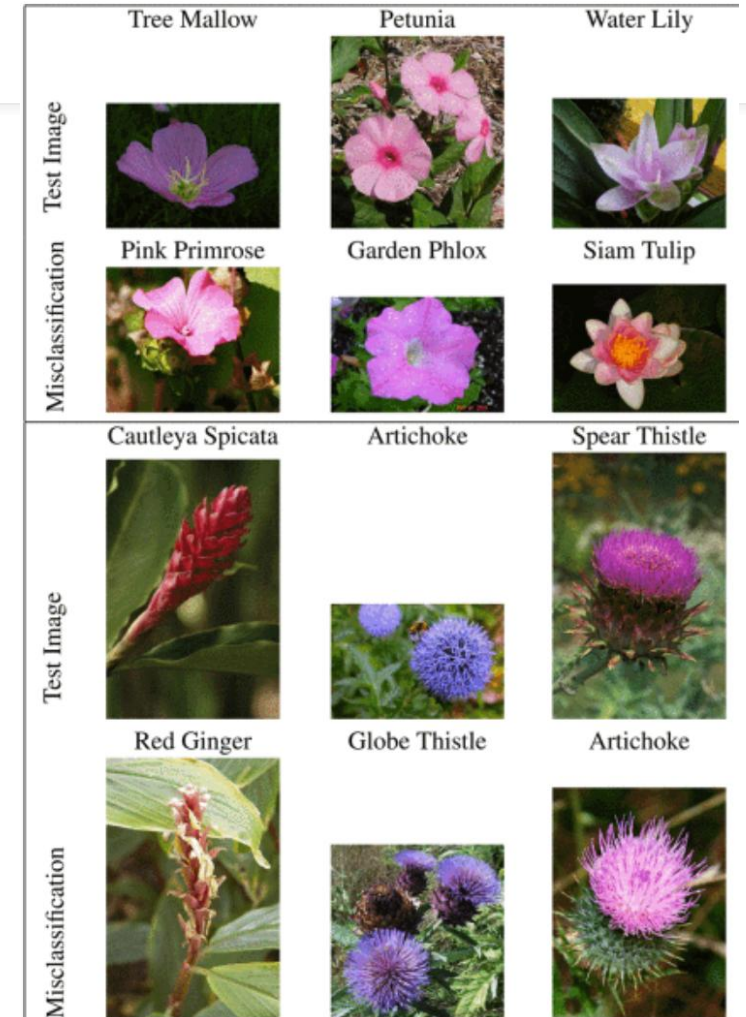 Tree Mallow Petunia Water Lily
Test Image
Pink Primrose Garden Phlox Siam Tulip
Misclassification
Cautleya Spicata Artichoke Spear Thistle
Test Image
Red Ginger Globe Thistle Artichoke
Misclassification